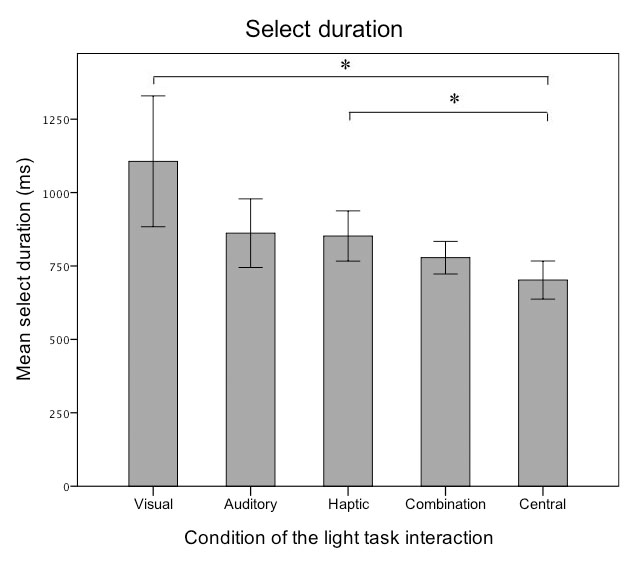 Select duration
*
*
Mean select duration (ms)
1250
1000
750
500
250
0
Visual Auditory Haptic Combination Central
Condition of the light task interaction